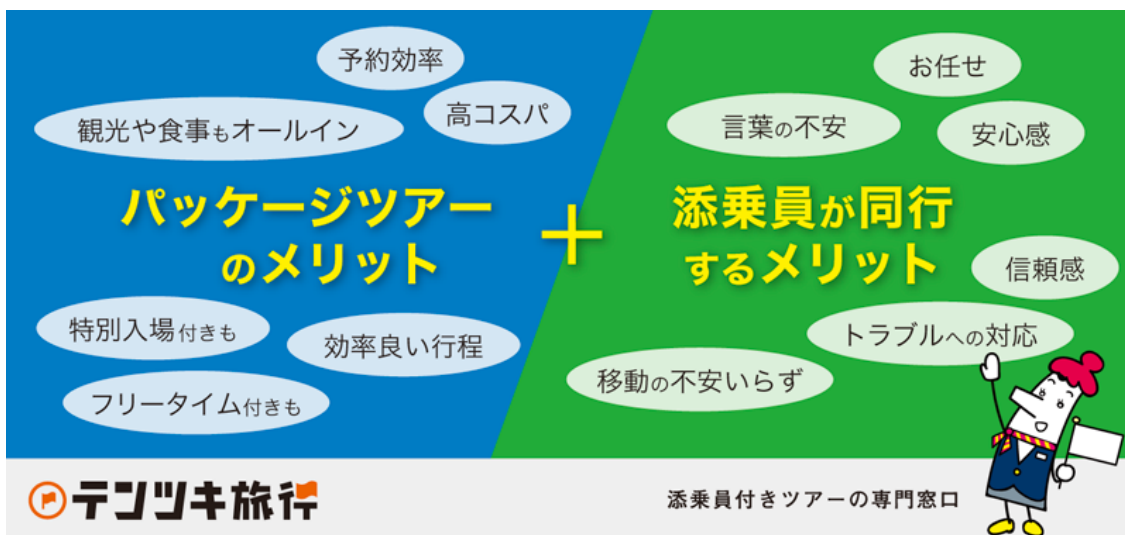 予約効率
高コスパ
観光や食事もオールイン
パッケージツアー
のメリット
特別入場付きも
効率良い行程
フリータイム付きも
＋
お任せ
言葉の不安
安心感
添乗員が同行
するメリット
信頼感
トラブルへの対応
移動の不安いらず
テンツキ旅行
添乗員付きツアーの専門窓口